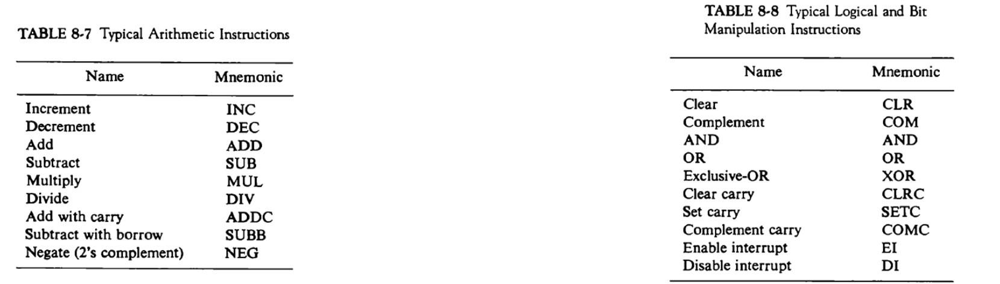 TABLE 8-7 Typical Arithmetic Instructions
Name Mnemonic
Increment INC
Decrement DEC
Add ADD
Subtract SUB
Multiply MUL
Divide DIV
Add with carry ADDC
Subtract with borrow SUBB
Negate (2's complement) NEG
TABLE 8-8 Typical Logical and Bit
Manipulation Instructions
Name Mnemonic
Clear CLR
Complement COM
AND AND
OR OR
Exclusive-OR XOR
Clear carry CLRC
Set carry SETC
Complement carry COMC
Enable interrupt EI
Disable interrupt DI